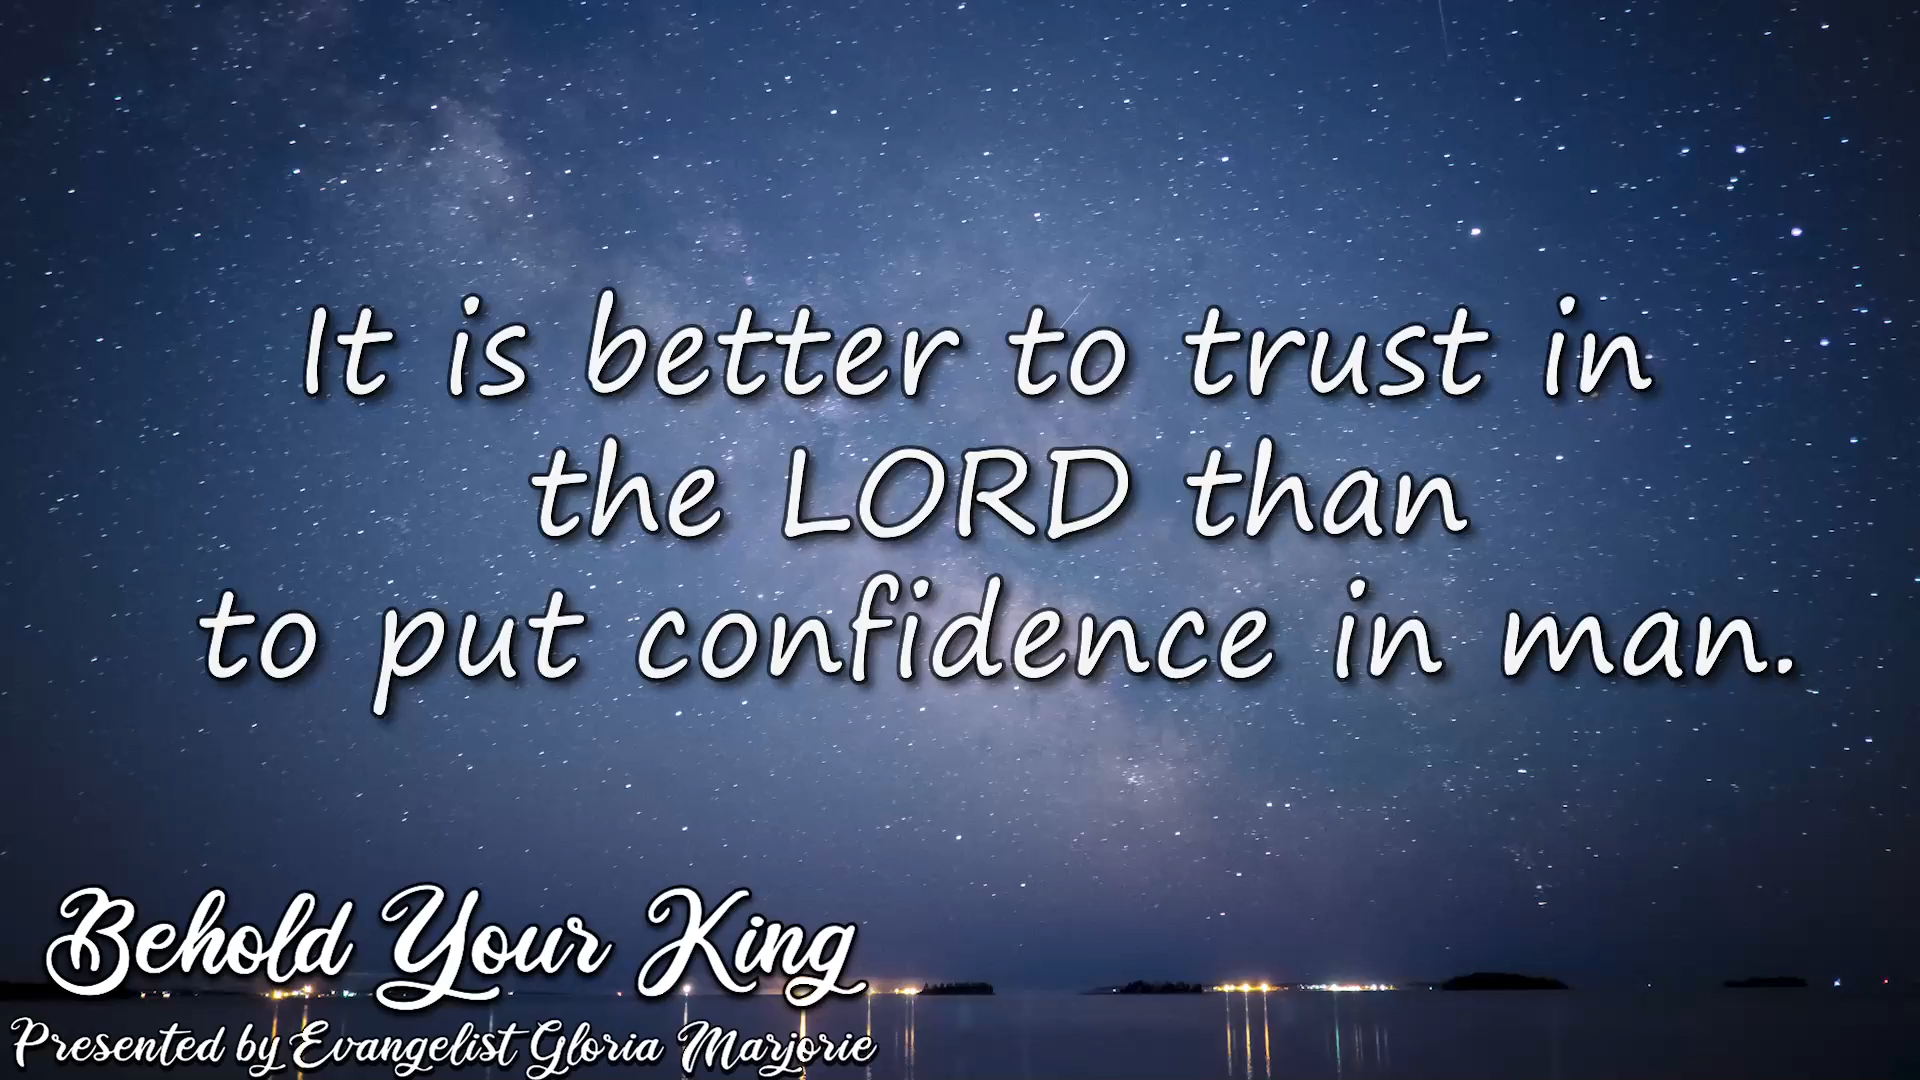 It is better to trust in
the LORD than
to put confidence in man.
Behold Your King
Presented by Evangelist Gloria Marjorie